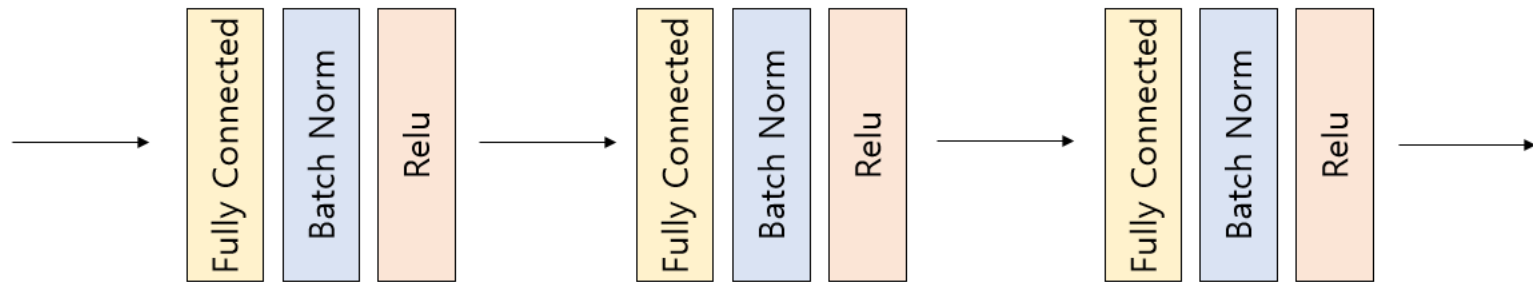 Fully Connected
Batch Norm
Relu
Fully Connected
Batch Norm
Relu
Fully Connected
Batch Norm
Relu